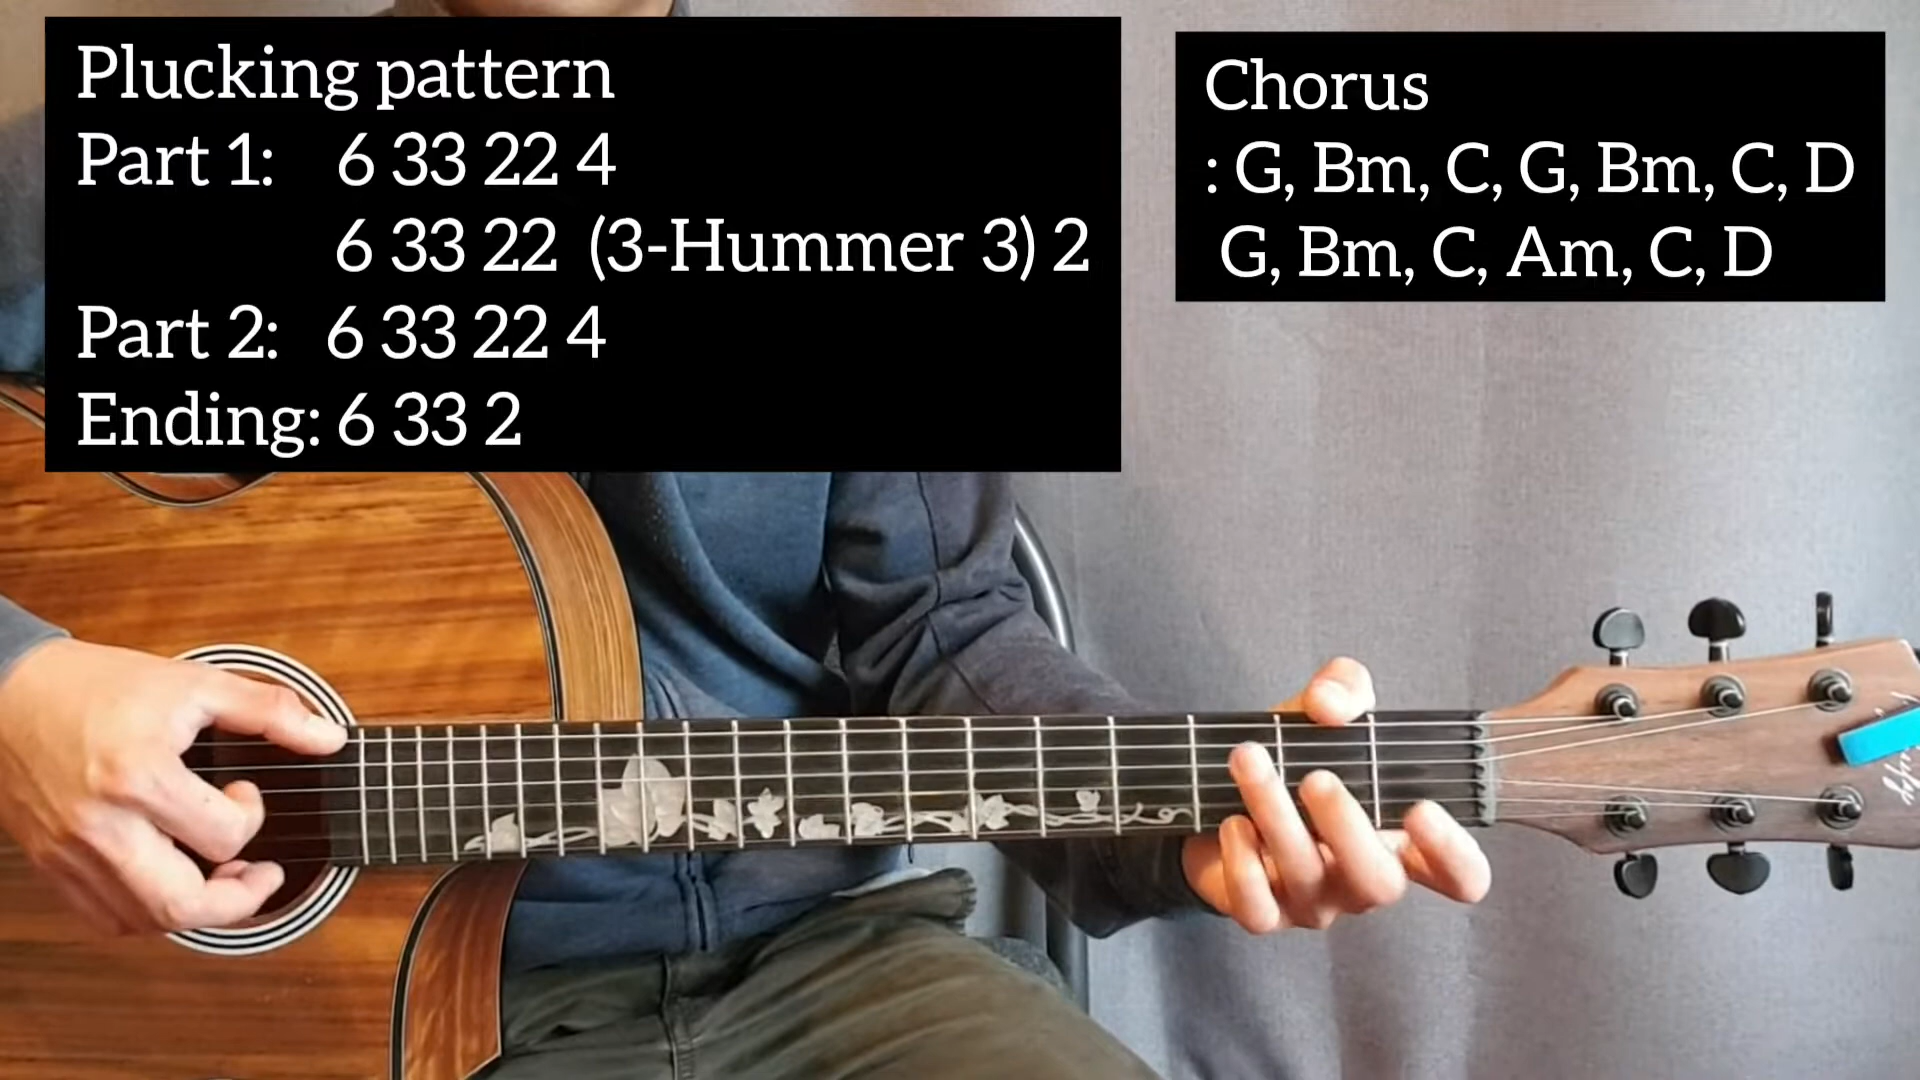 Plucking pattern
Part 1: 6 33 22 4
6 33 22 (3-Hummer 3) 2
Part 2: 6 33 22 4
Ending: 6 33 2
Chorus
: G, Bm, C, G, Bm, C, D
G, Bm, C, Am, C, D